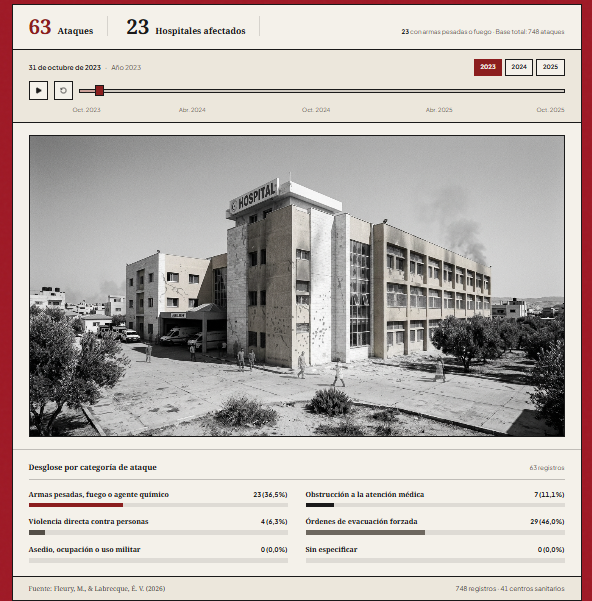 63 Ataques
23 Hospitales afectados
23 con armas pesadas o fuego · Base total: 748 ataques
31 de octubre de 2023 · Año 2023
2023 2024 2025
Oct. 2023 Abr. 2024 Oct. 2024 Abr. 2025 Oct. 2025
HOSPITAL
Desglose por categoría de ataque
63 registros
Armas pesadas, fuego o agente químico 23 (36,5%)
Obstrucción a la atención médica 7 (11,1%)
Violencia directa contra personas 4 (6,3%)
Órdenes de evacuación forzada 29 (46,0%)
Asedio, ocupación o uso militar 0 (0,0%)
Sin especificar 0 (0,0%)
Fuente: Fleury, M., & Labrecque, É. V. (2026)
748 registros · 41 centros sanitarios